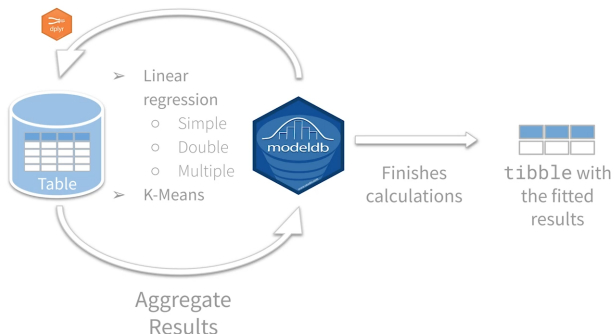 dplyr
➢ Linear
regression
○ Simple
○ Double
○ Multiple
➢ K-Means
Table
modeldb
Finishes
calculations
tibble with
the fitted
results
Aggregate
Results